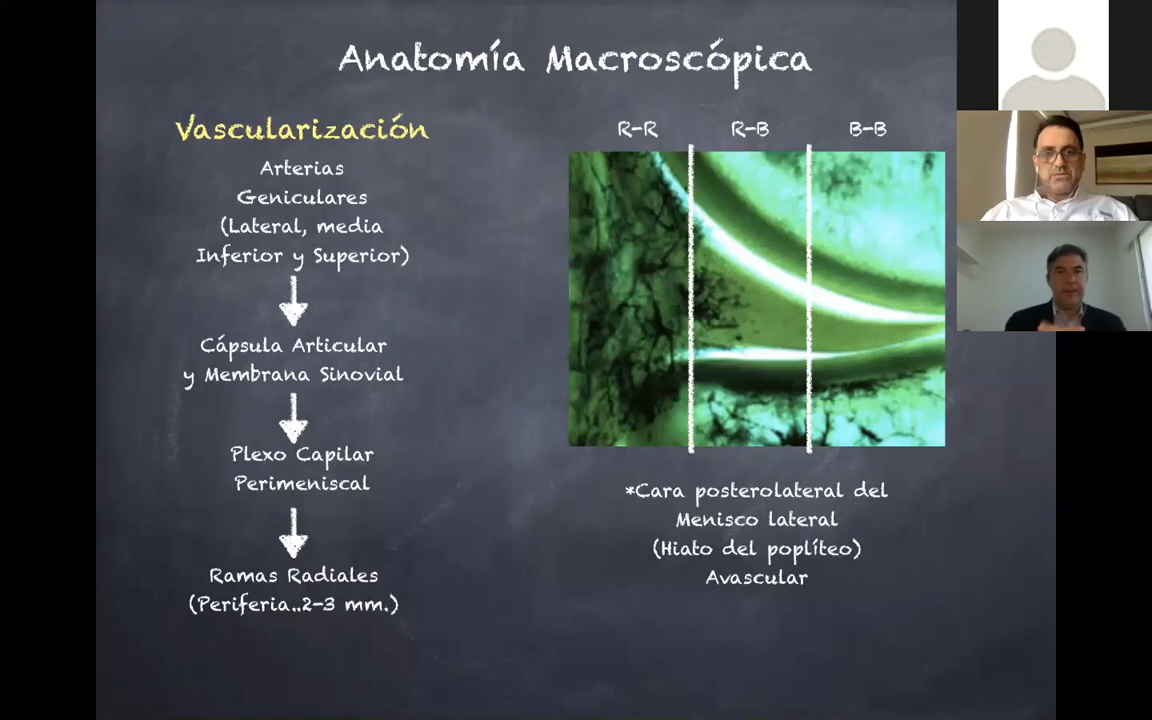 Anatomía Macroscópica
Vascularización
Arterias
Geniculares
(Lateral, media
Inferior y Superior)
Cápsula Articular
y Membrana Sinovial
Plexo Capilar
Perimeniscal
Ramas Radiales
(Periferia..2-3 mm.)
R-R R-B B-B
*Cara posterolateral del
Menisco lateral
(Hiato del poplíteo)
Avascular